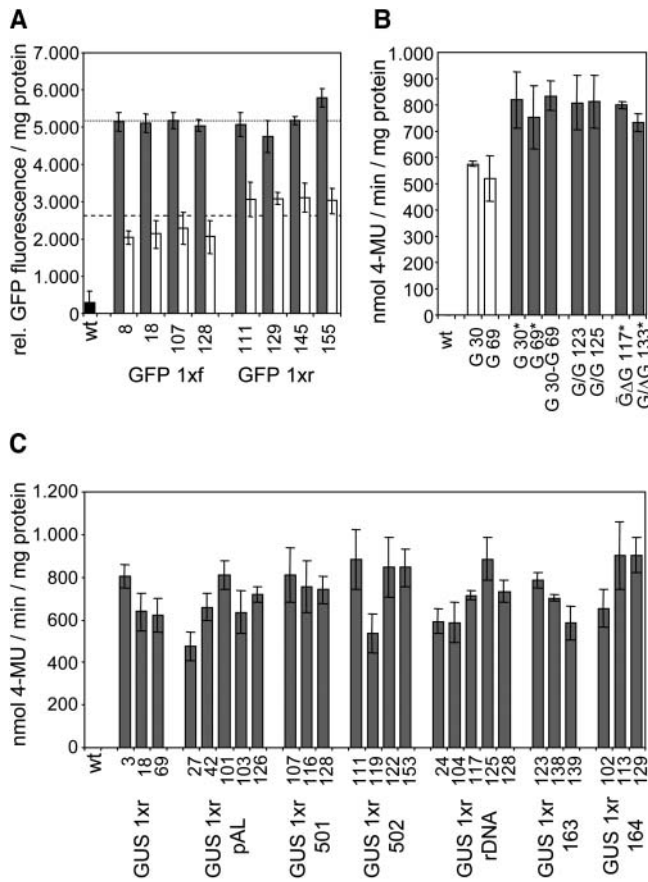 A
rel. GFP fluorescence / mg protein
7.000
6.000
5.000
4.000
3.000
2.000
1.000
0
wt
8
18
107
128
111
129
145
155
GFP 1xf
GFP 1xr
B
nmol 4-MU / min / mg protein
1.000
900
800
700
600
500
400
300
200
100
0
wt
G 30
G 69
G 30*
G 69*
G 30-G 69
G/G 123
G/G 125
G/ΔG 133*
C
nmol 4-MU / min / mg protein
1.200
1.000
800
600
400
200
0
wt
3
18
69
27
42
101
103
126
107
116
128
111
119
122
153
24
104
117
125
128
123
138
139
102
113
129
GUS 1xr
GUS 1xr
pAL
GUS 1xr
501
GUS 1xr
502
GUS 1xr
rDNA
GUS 1xr
163
GUS 1xr
164